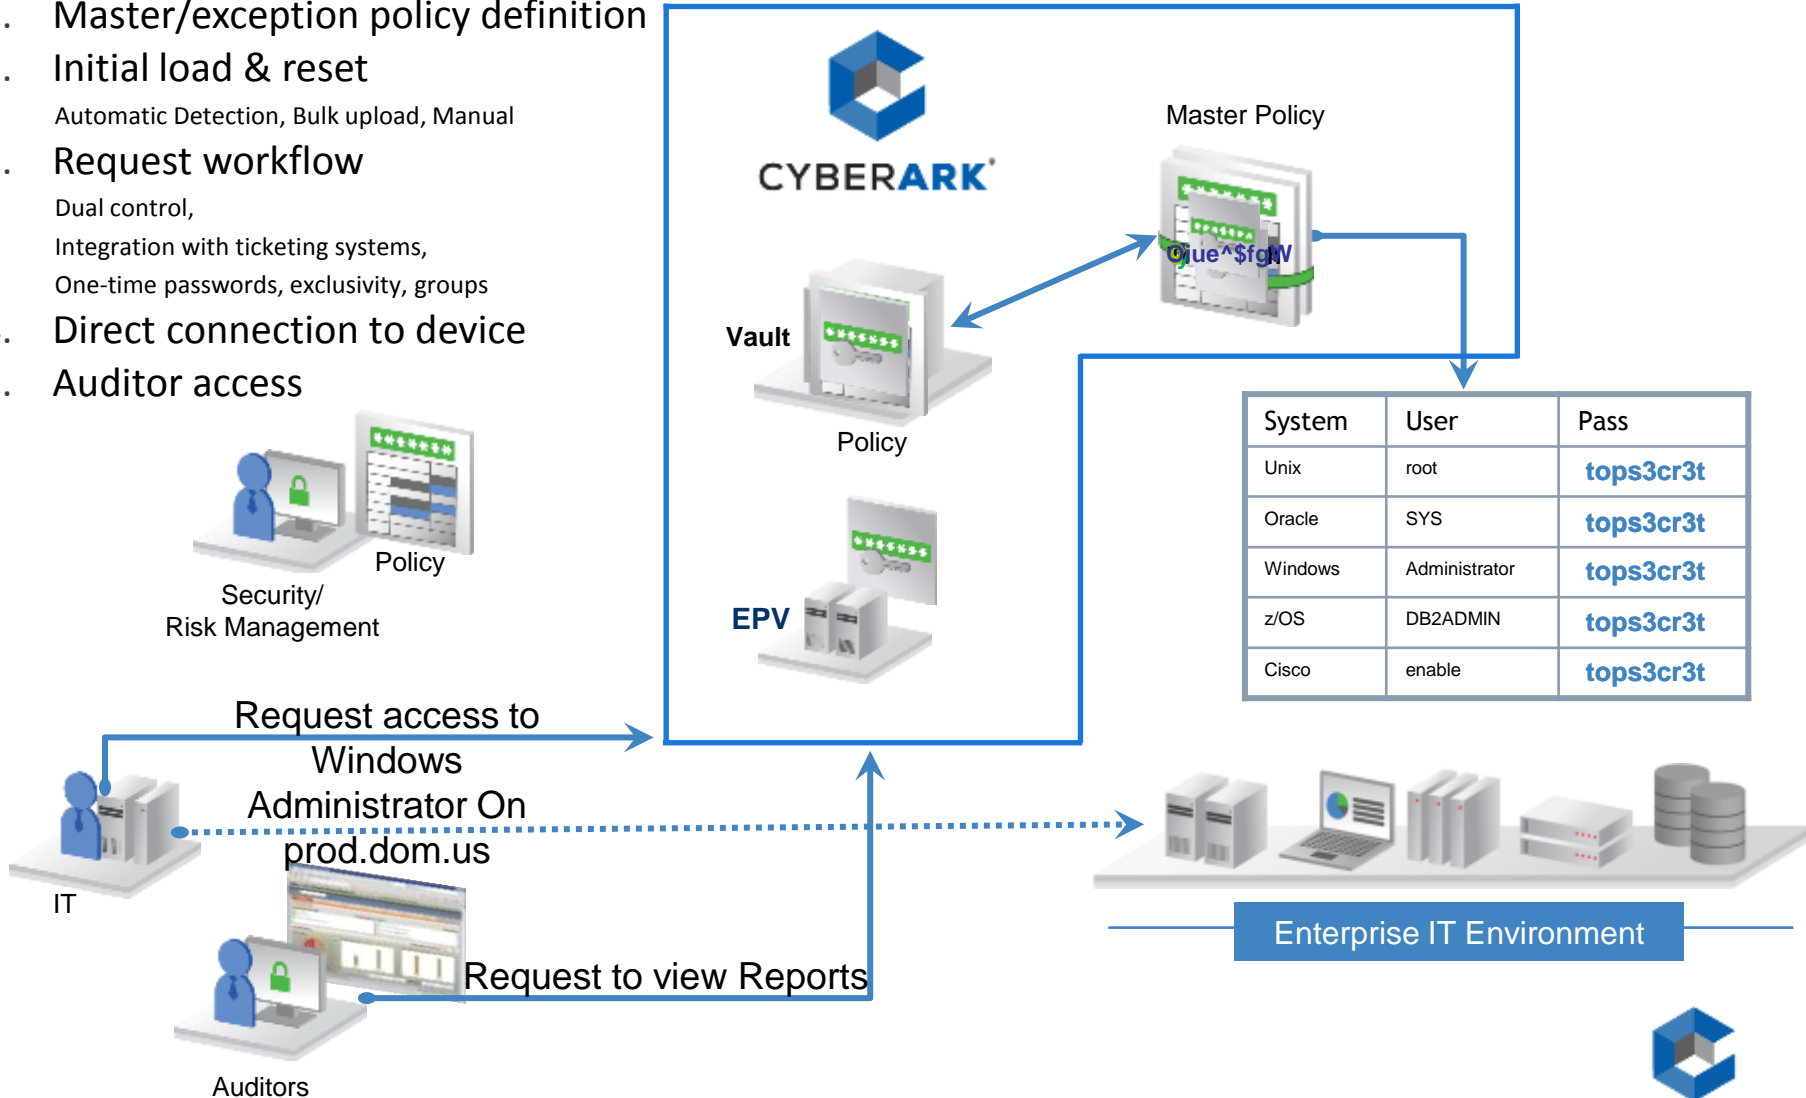 . Master/exception policy definition
. Initial load & reset
Automatic Detection, Bulk upload, Manual
. Request workflow
Dual control,
Integration with ticketing systems,
One-time passwords, exclusivity, groups
. Direct connection to device
. Auditor access
Policy
Security/
Risk Management
CYBERARK
Master Policy
Vault
Policy
EPV
System User Pass
Unix root tops3cr3t
Oracle SYS tops3cr3t
Windows Administrator tops3cr3t
z/OS DB2ADMIN tops3cr3t
Cisco enable tops3cr3t
Request access to
Windows
Administrator On
prod.dom.us
IT
Request to view Reports
Auditors
Enterprise IT Environment